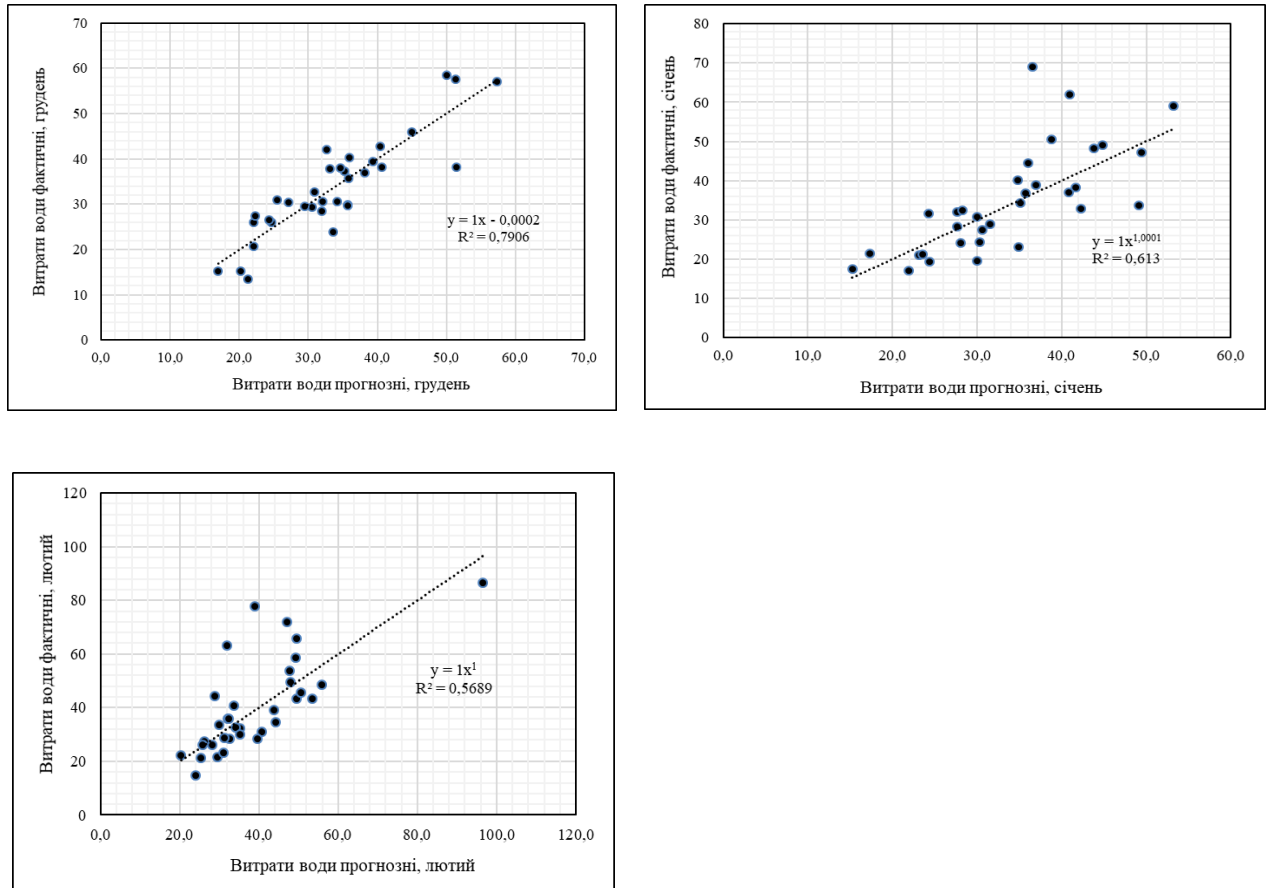 Витрати води фактичні, грудень
70
60
50
40
30
20
10
0
y = 1x - 0,0002
R² = 0,7906
0,0 10,0 20,0 30,0 40,0 50,0 60,0 70,0
Витрати води прогнозні, грудень
Витрати води фактичні, січень
80
70
60
50
40
30
20
10
0
y = 1x^1,0001
R² = 0,613
0,0 10,0 20,0 30,0 40,0 50,0 60,0
Витрати води прогнозні, січень
Витрати води фактичні, лютий
120
100
80
60
40
20
0
y = 1x¹
R² = 0,5689
0,0 20,0 40,0 60,0 80,0 100,0 120,0
Витрати води прогнозні, лютий